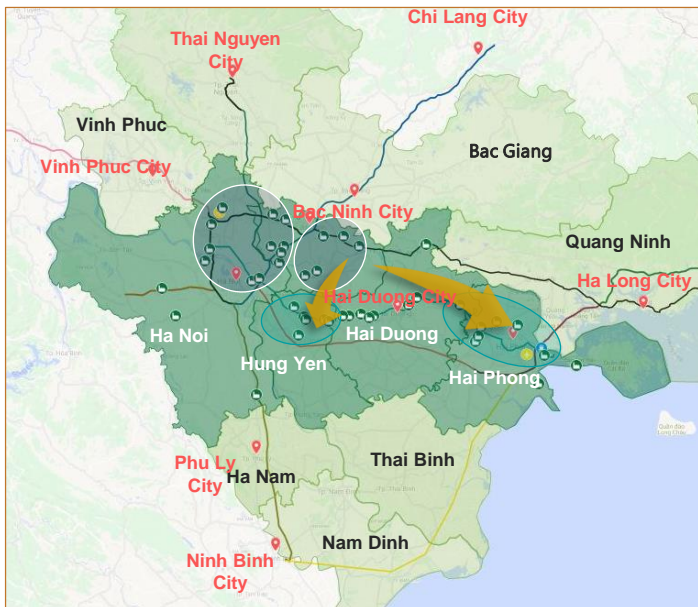 Chi Lang City
Thai Nguyen
City
Vinh Phuc
Bac Giang
Vinh Phuc City
Bac Ninh City
Quang Ninh
Ha Long City
Hai Duong City
Ha Noi
Hai Duong
Hung Yen
Hai Phong
Phu Ly
City
Ha Nam
Thai Binh
Nam Dinh
Ninh Binh
City